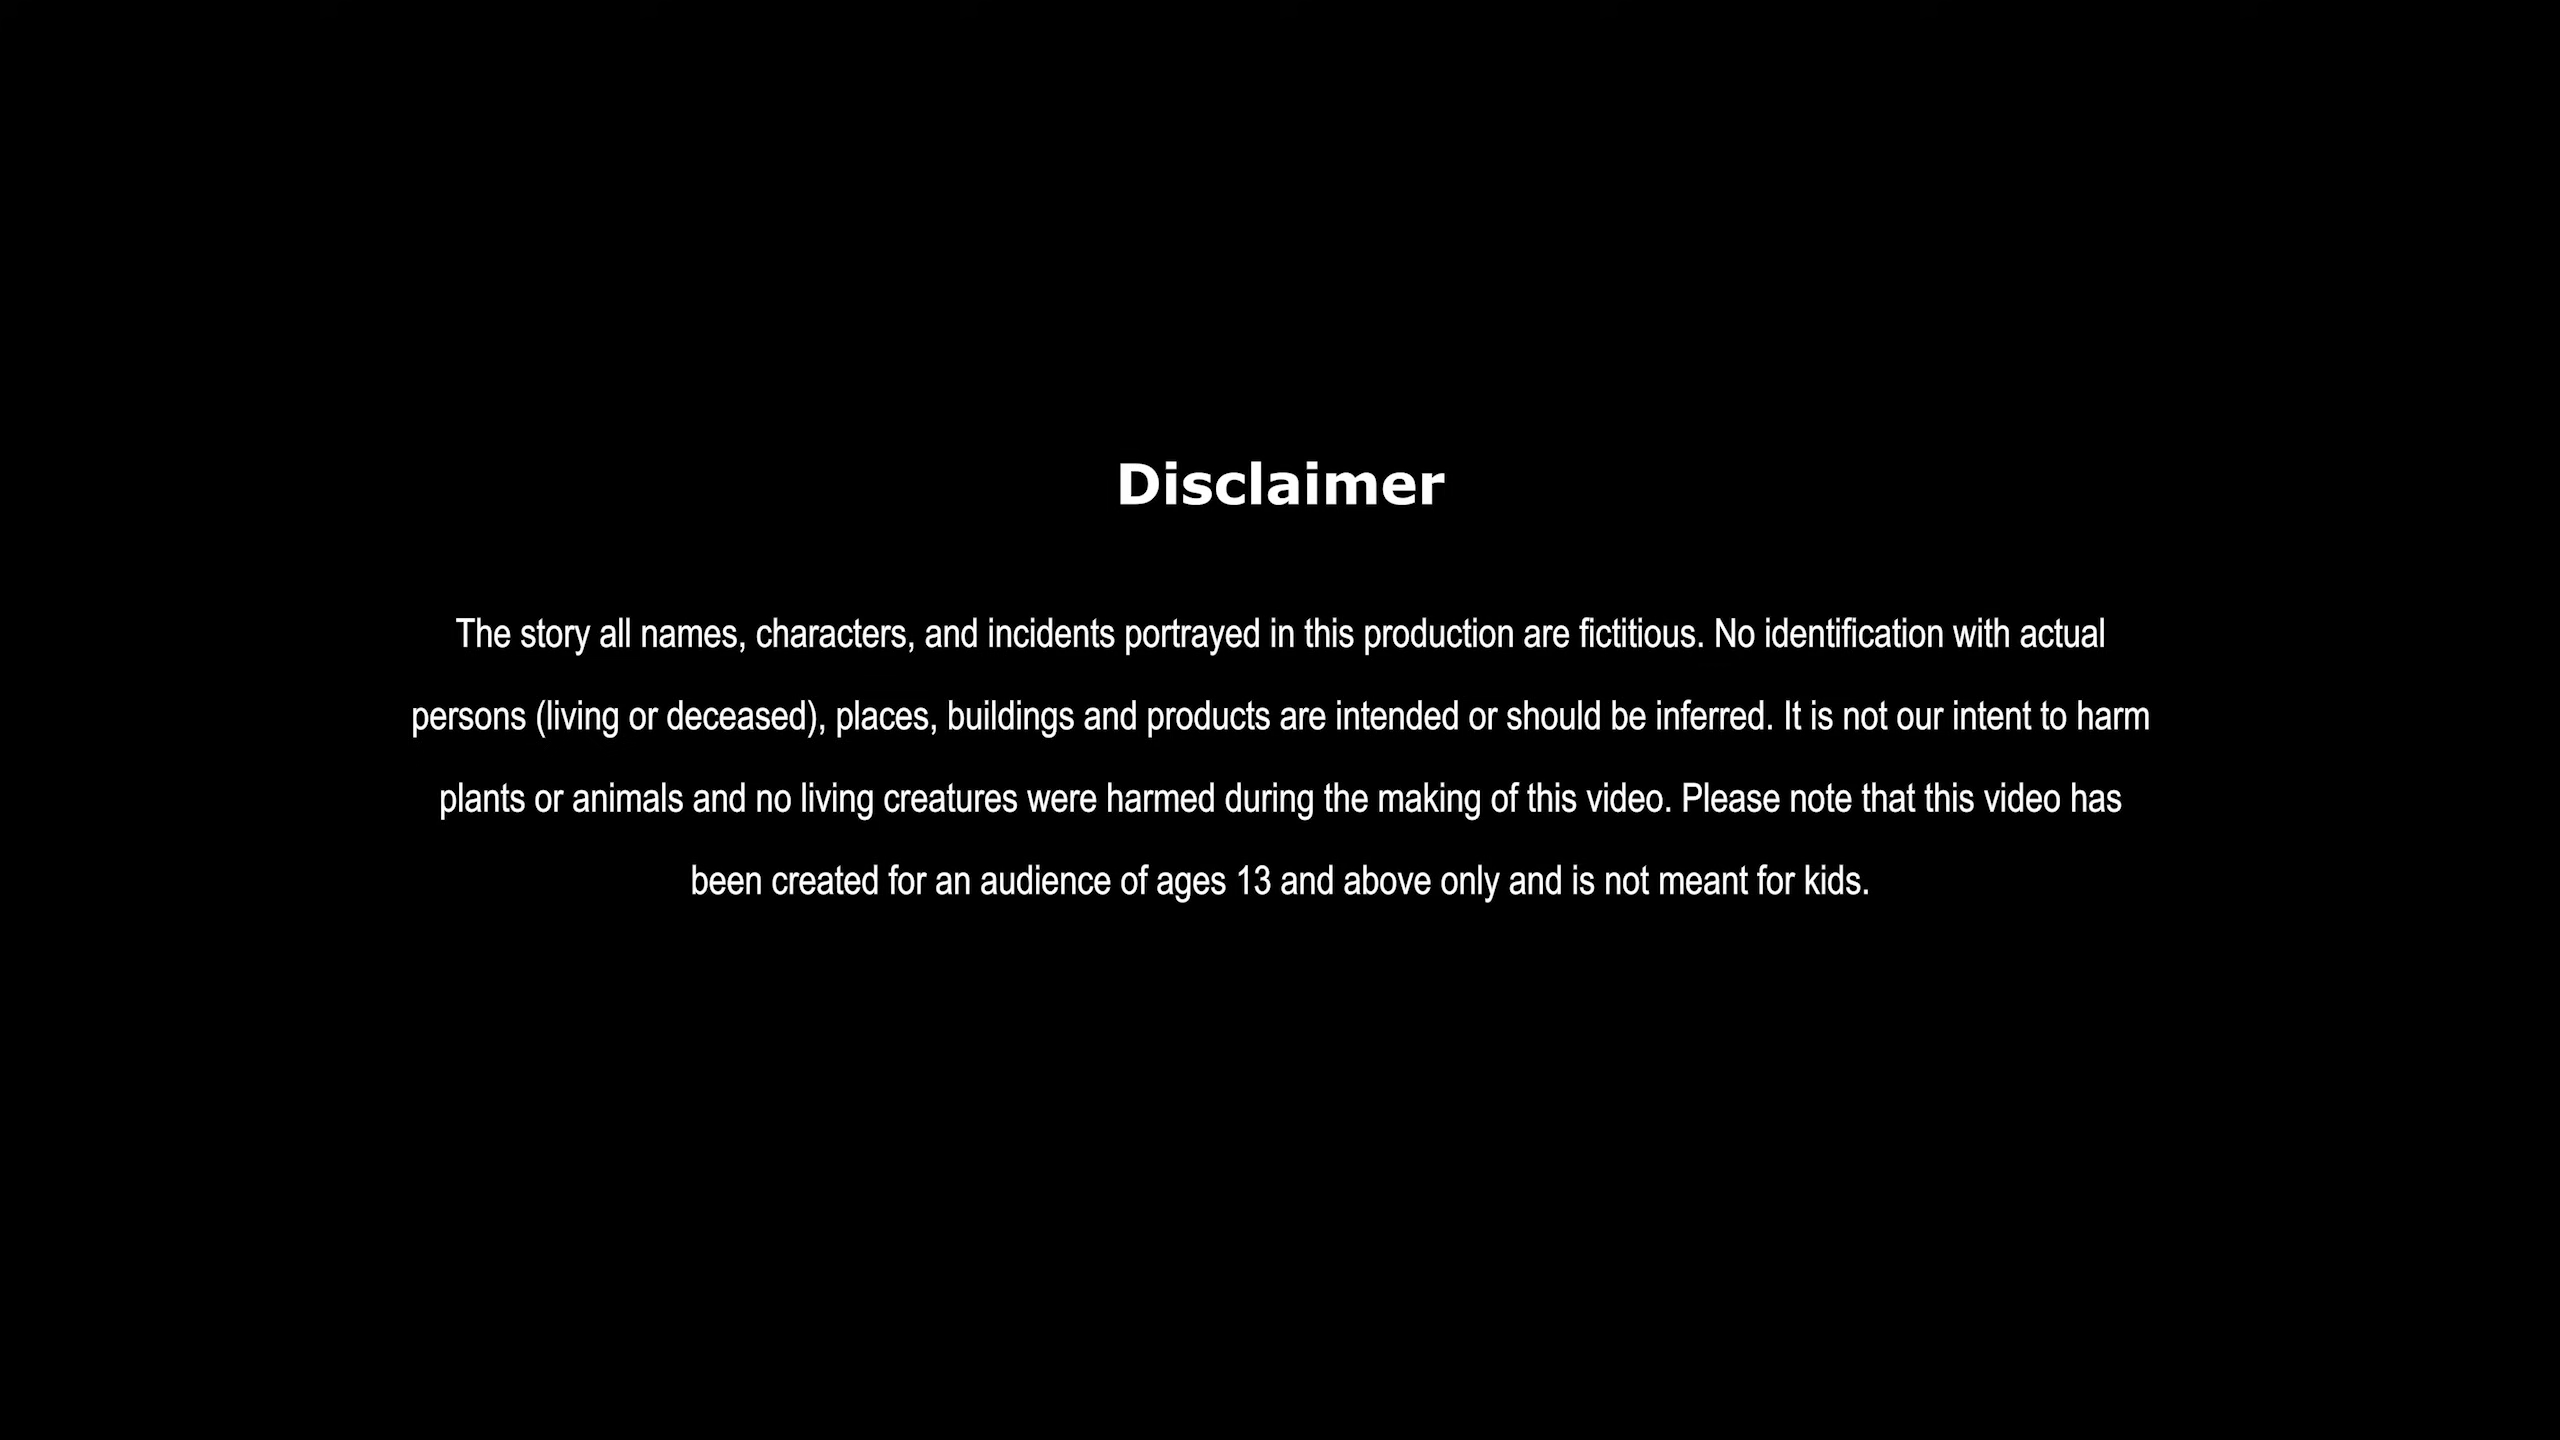 Disclaimer
The story all names, characters, and incidents portrayed in this production are fictitious. No identification with actual
persons (living or deceased), places, buildings and products are intended or should be inferred. It is not our intent to harm
plants or animals and no living creatures were harmed during the making of this video. Please note that this video has
been created for an audience of ages 13 and above only and is not meant for kids.